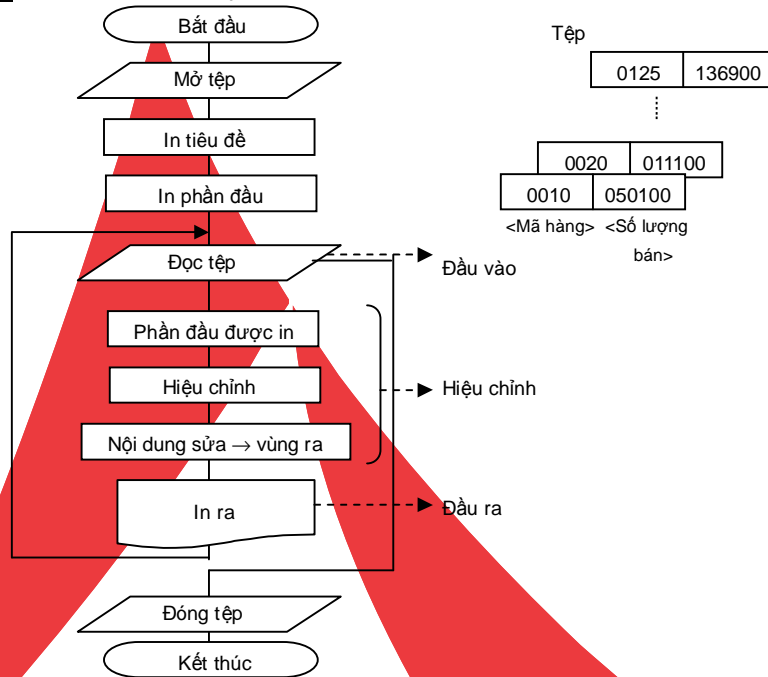 Bắt đầu
Mở tệp
In tiêu đề
In phần đầu
Đọc tệp
Phần đầu được in
Hiệu chỉnh
Nội dung sửa → vùng ra
In ra
Đóng tệp
Kết thúc
Đầu vào
Hiệu chỉnh
Đầu ra
Tệp
0125 136900
0020 011100
0010 050100
<Mã hàng> <Số lượng
bán>